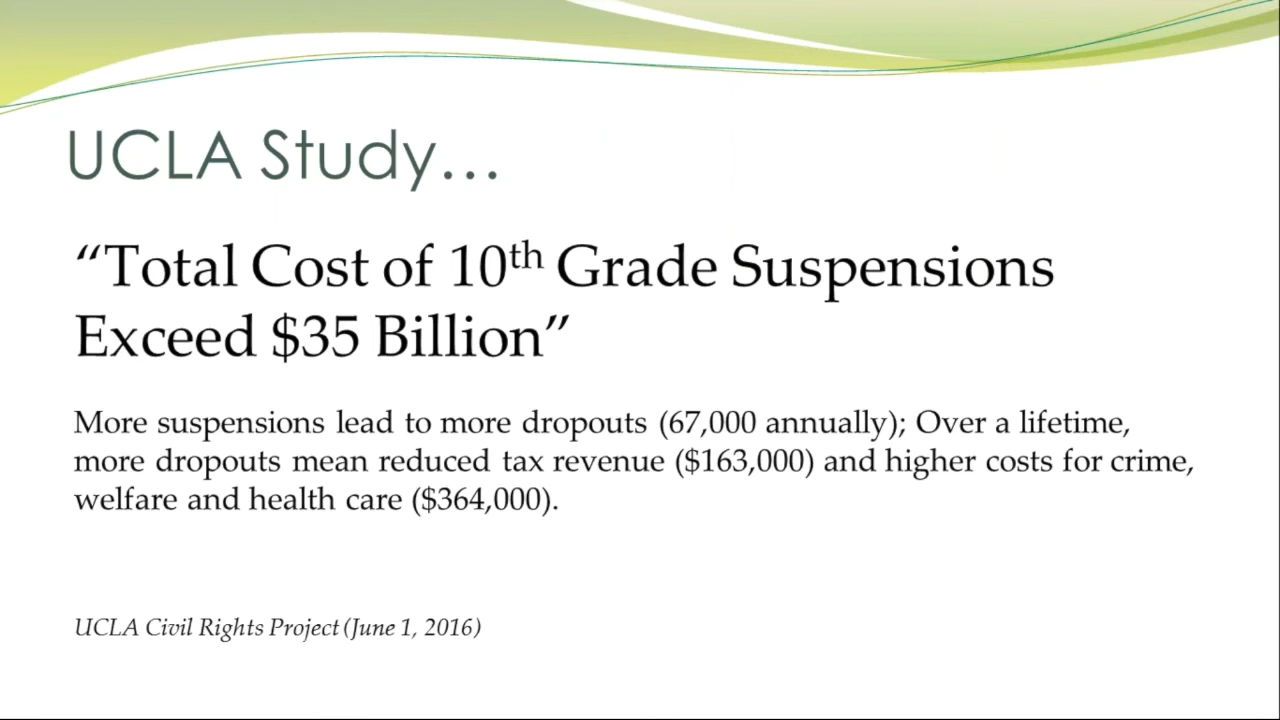 UCLA Study…
“Total Cost of 10th Grade Suspensions
Exceed $35 Billion”
More suspensions lead to more dropouts (67,000 annually); Over a lifetime,
more dropouts mean reduced tax revenue ($163,000) and higher costs for crime,
welfare and health care ($364,000).
UCLA Civil Rights Project (June 1, 2016)